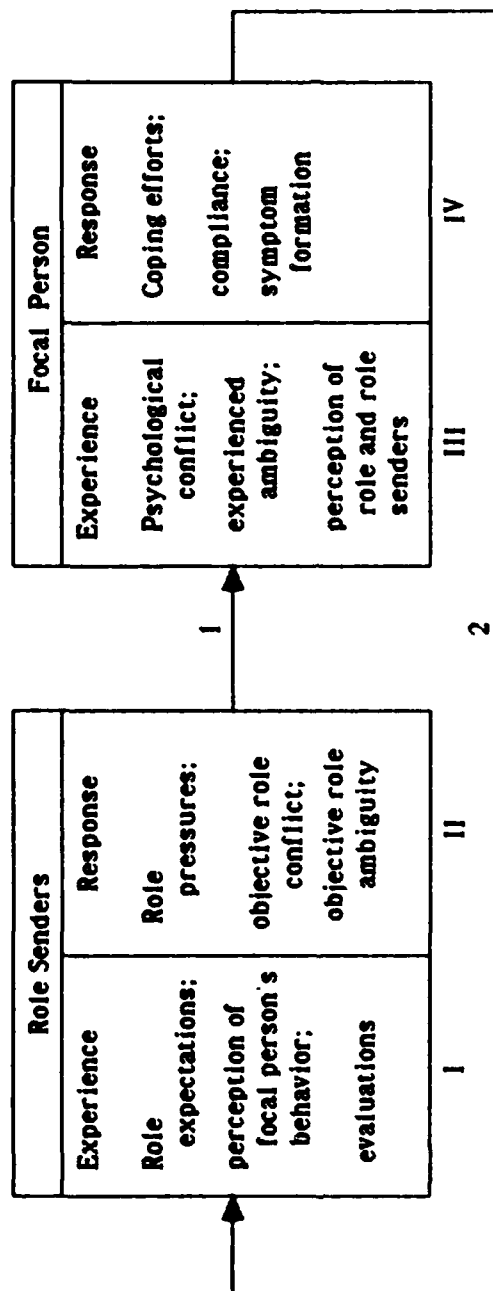 Role Senders
Experience
Role
expectations;
perception of
focal person's
behavior;
evaluations
Response
Role
pressures;
objective role
conflict;
objective role
ambiguity
I
II
1
2
Focal Person
Experience
Psychological
conflict;
experienced
ambiguity;
perception of
role and role
senders
Response
Coping efforts;
compliance;
symptom
formation
III
IV